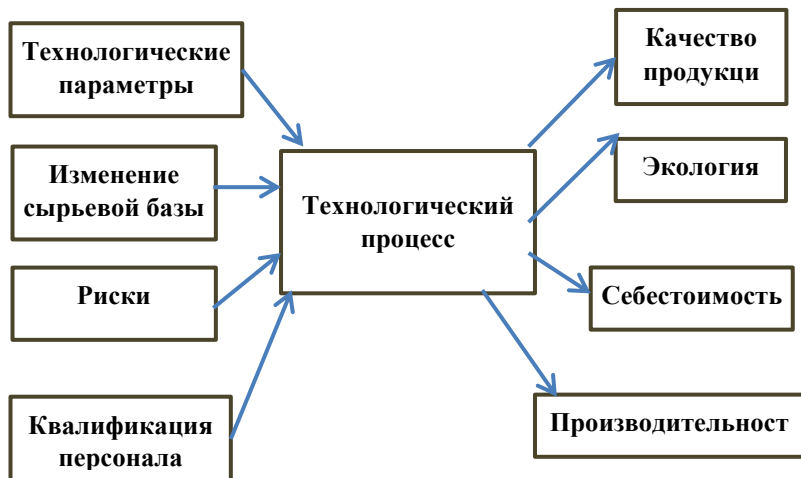 Технологические
параметры
Изменение
сырьевой базы
Риски
Квалификация
персонала
Технологический
процесс
Качество
продукци
Экология
Себестоимость
Производительност